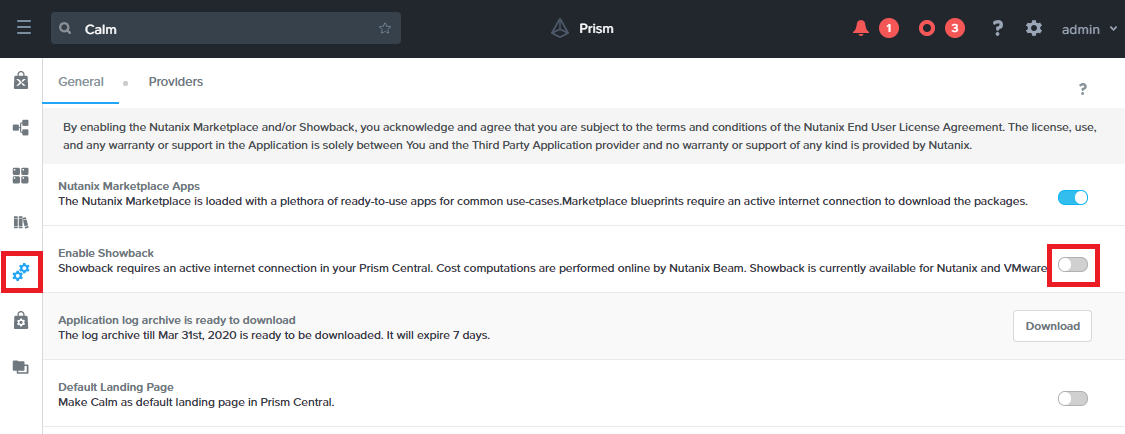 Calm
Prism
1
3
?
admin
General
Providers
?
By enabling the Nutanix Marketplace and/or Showback, you acknowledge and agree that you are subject to the terms and conditions of the Nutanix End User License Agreement. The license, use,
and any warranty or support in the Application is solely between You and the Third Party Application provider and no warranty or support of any kind is provided by Nutanix.
Nutanix Marketplace Apps
The Nutanix Marketplace is loaded with a plethora of ready-to-use apps for common use-cases.Marketplace blueprints require an active internet connection to download the packages.
Enable Showback
Showback requires an active internet connection in your Prism Central. Cost computations are performed online by Nutanix Beam. Showback is currently available for Nutanix and VMware
Application log archive is ready to download
The log archive till Mar 31st, 2020 is ready to be downloaded. It will expire 7 days.
Download
Default Landing Page
Make Calm as default landing page in Prism Central.